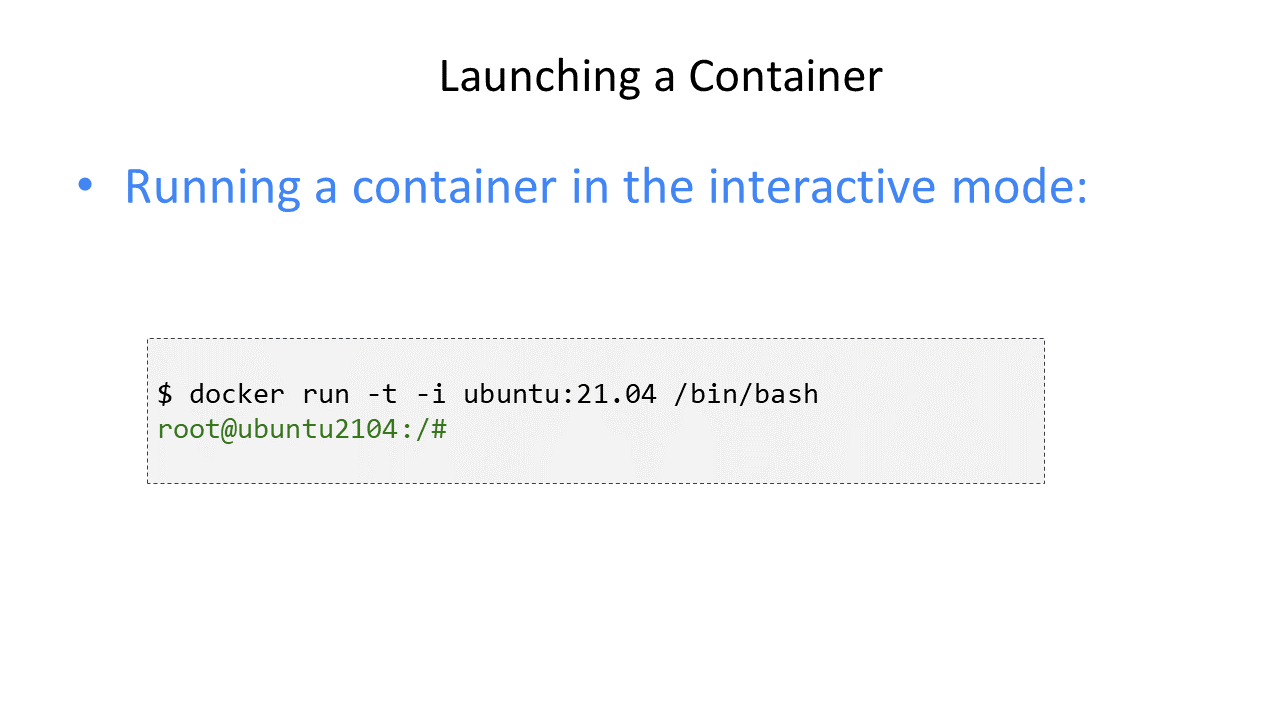 Launching a Container
• Running a container in the interactive mode:
$ docker run -t -i ubuntu:21.04 /bin/bash
root@ubuntu2104:/#